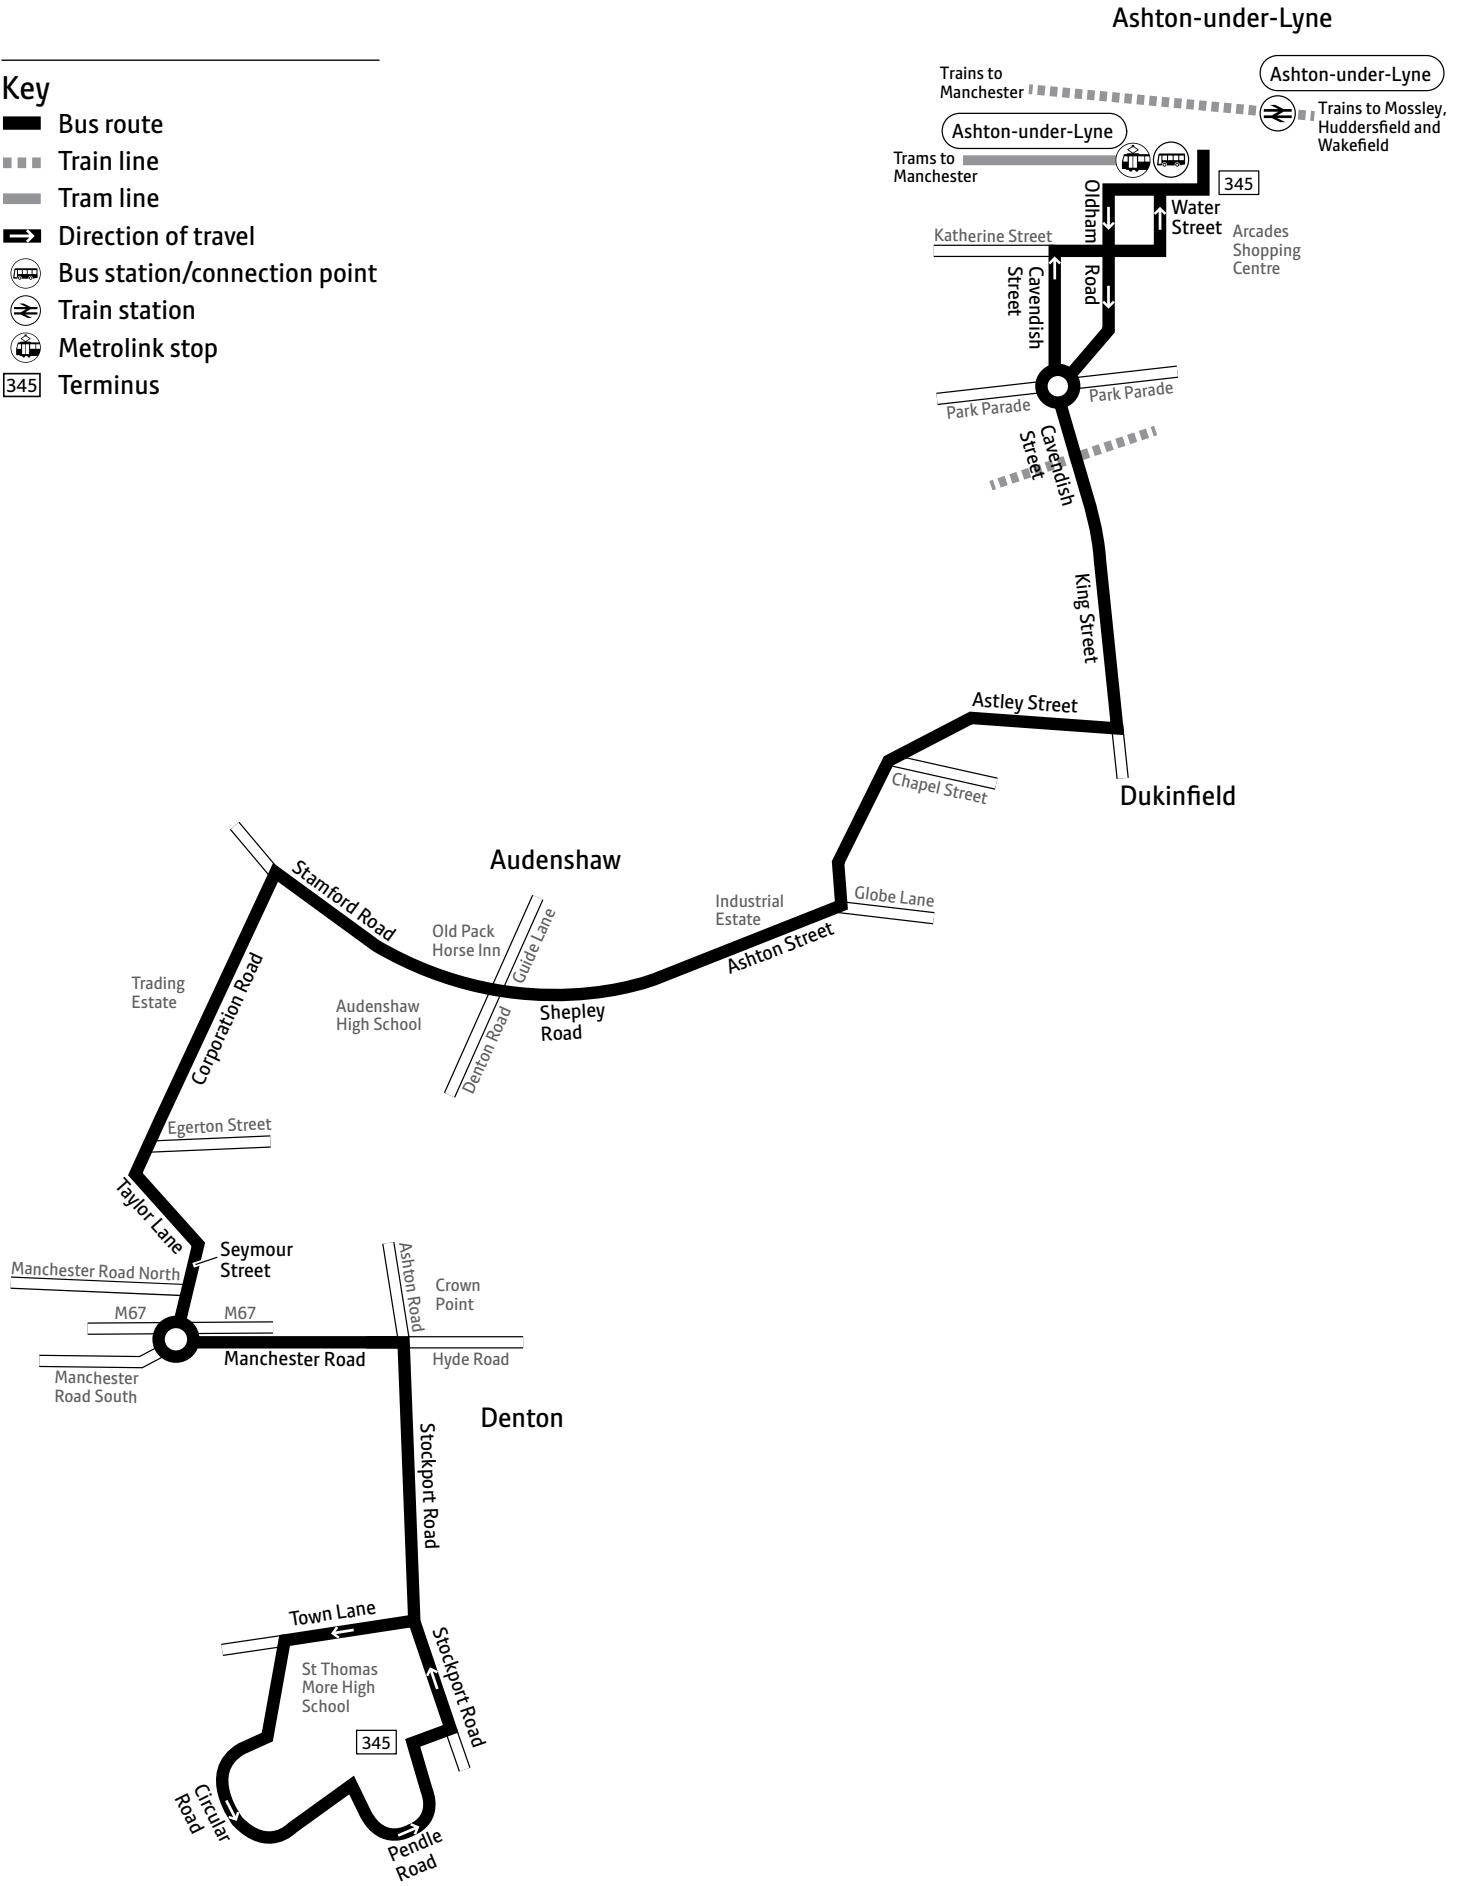 Ashton-under-Lyne
Key
Bus route
Train line
Tram line
Direction of travel
Bus station/connection point
Train station
Metrolink stop
345
Terminus
Trains to
Manchester
Ashton-under-Lyne
Trains to Mossley,
Huddersfield and
Wakefield
Ashton-under-Lyne
Trams to
Manchester
345
Oldham
Road
Water
Street
Arcades
Shopping
Centre
Katherine Street
Cavendish
Street
Park Parade
Park Parade
Cavendish
Street
King Street
Astley Street
Chapel Street
Dukinfield
Globe Lane
Industrial
Estate
Ashton Street
Audenshaw
Stamford Road
Old Pack
Horse Inn
Guide Lane
Audenshaw
High School
Denton Road
Shepley
Road
Trading
Estate
Corporation Road
Egerton Street
Taylor Lane
Seymour
Street
Manchester Road North
M67
M67
Manchester
Road South
Manchester Road
Ashton Road
Crown
Point
Hyde Road
Denton
Stockport Road
Town Lane
St Thomas
More High
School
Stockport Road
345
Circular
Road
Pendle
Road